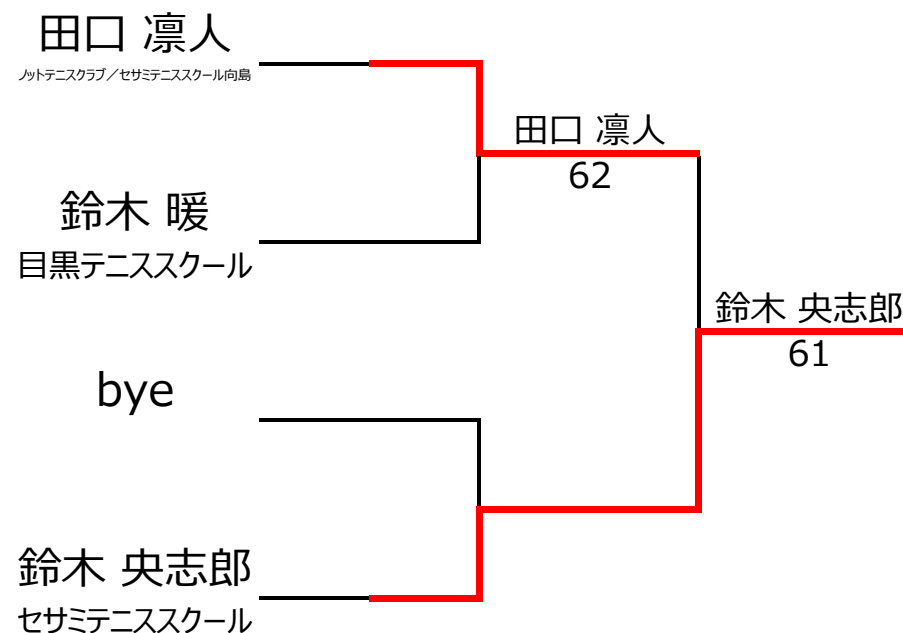 田口 凛人
ノットテニスクラブ／セサミテニススクール向島
田口 凛人
62
鈴木 暖
目黒テニススクール
鈴木 央志郎
61
bye
鈴木 央志郎
セサミテニススクール